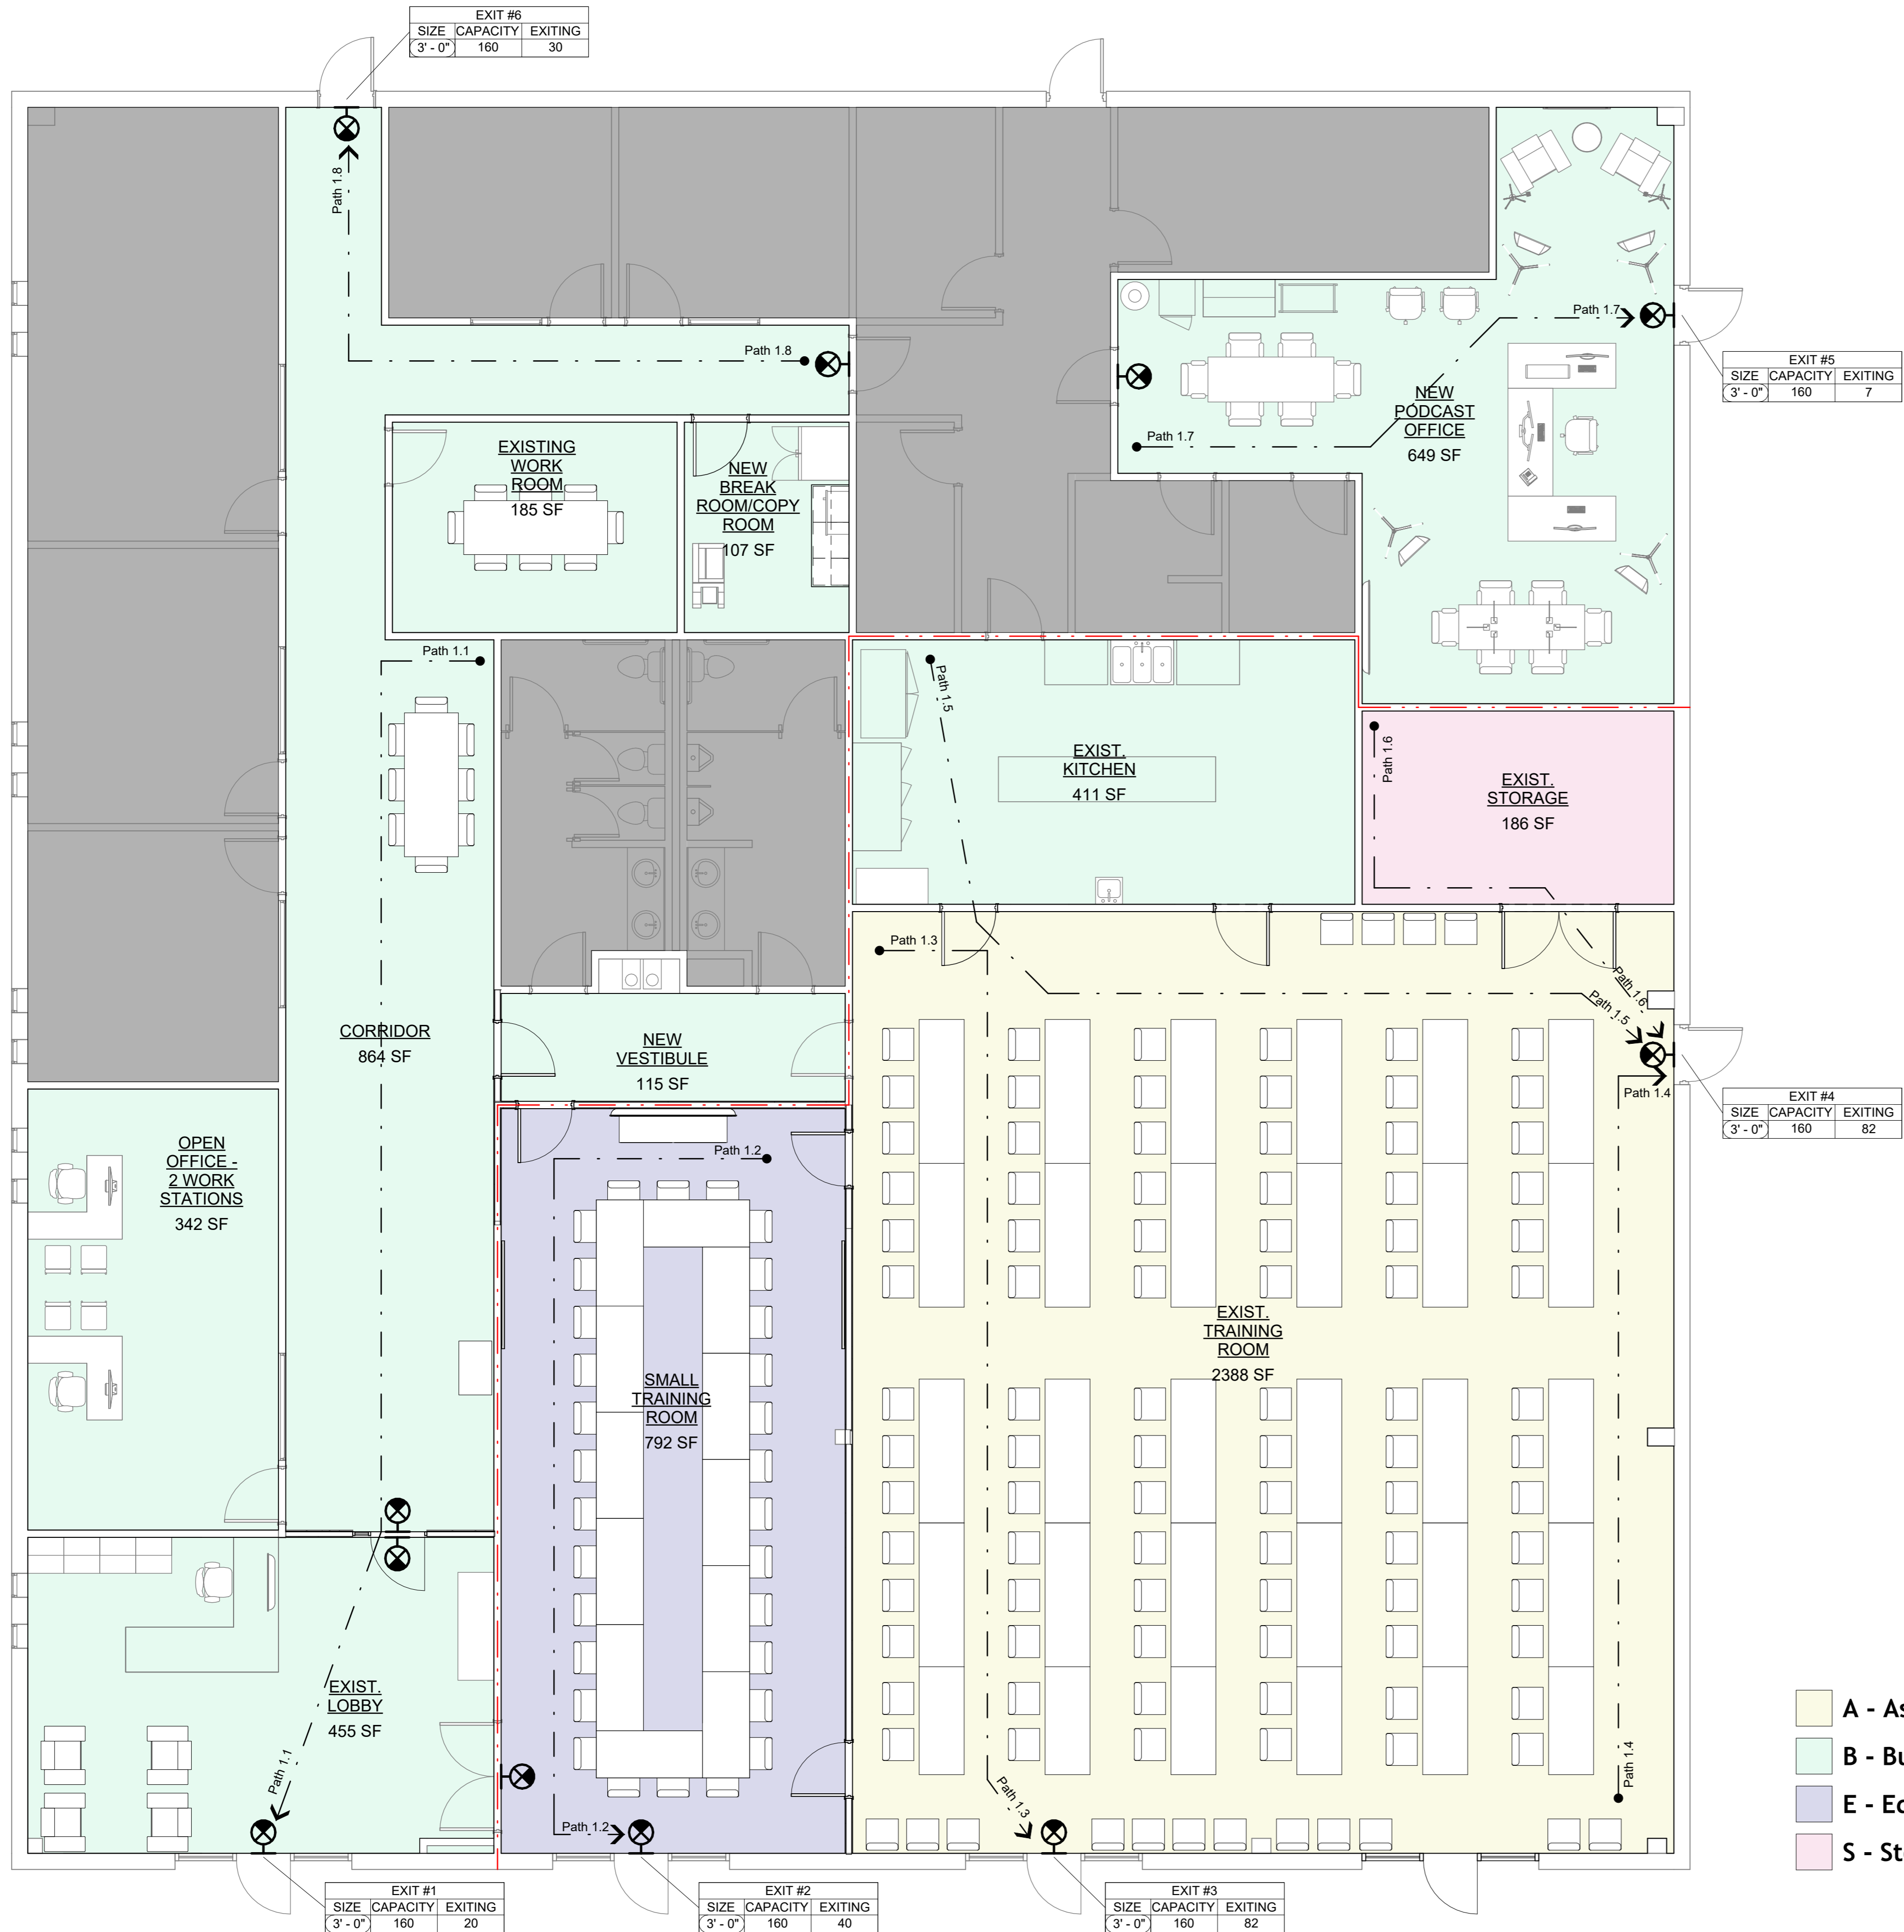 EXIT #6
SIZE CAPACITY EXITING
3' - 0" 160 30
Path 1.8
Path 1.8
Path 1.7
Path 1.7
NEW
PODCAST
OFFICE
649 SF
EXIT #5
SIZE CAPACITY EXITING
3' - 0" 160 7
EXISTING
WORK
ROOM
185 SF
NEW
BREAK
ROOM/COPY
ROOM
107 SF
Path 1.1
Path 1.5
EXIST.
KITCHEN
411 SF
Path 1.6
EXIST.
STORAGE
186 SF
Path 1.3
Path 1.6
Path 1.5
CORRIDOR
864 SF
NEW
VESTIBULE
115 SF
Path 1.4
EXIT #4
SIZE CAPACITY EXITING
3' - 0" 160 82
OPEN
OFFICE -
2 WORK
STATIONS
342 SF
Path 1.2
EXIST.
TRAINING
ROOM
2388 SF
SMALL
TRAINING
ROOM
792 SF
EXIST.
LOBBY
455 SF
Path 1.1
Path 1.2
Path 1.3
Path 1.4
A - As
B - Bu
E - Ed
S - St
EXIT #1
SIZE CAPACITY EXITING
3' - 0" 160 20
EXIT #2
SIZE CAPACITY EXITING
3' - 0" 160 40
EXIT #3
SIZE CAPACITY EXITING
3' - 0" 160 82